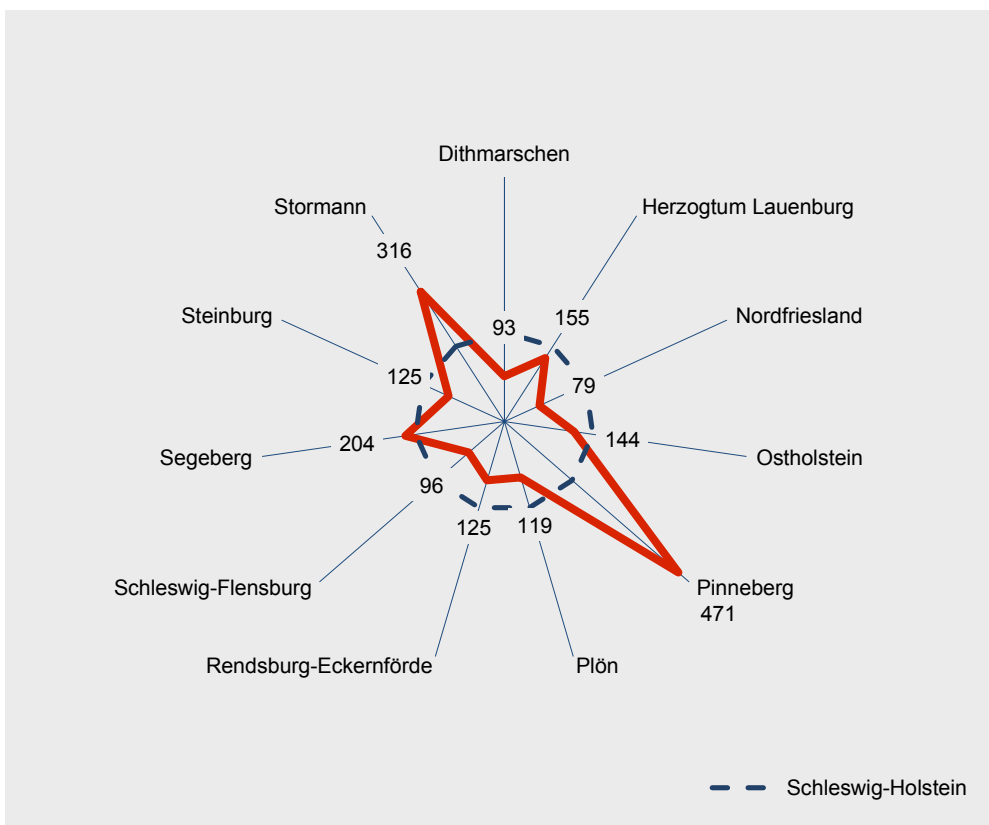 Dithmarschen
Stormann
Herzogtum Lauenburg
316
Steinburg
93
155
Nordfriesland
125
79
Segeberg
204
144
Ostholstein
96
125
119
Schleswig-Flensburg
Pinneberg
471
Rendsburg-Eckernförde
Plön
Schleswig-Holstein